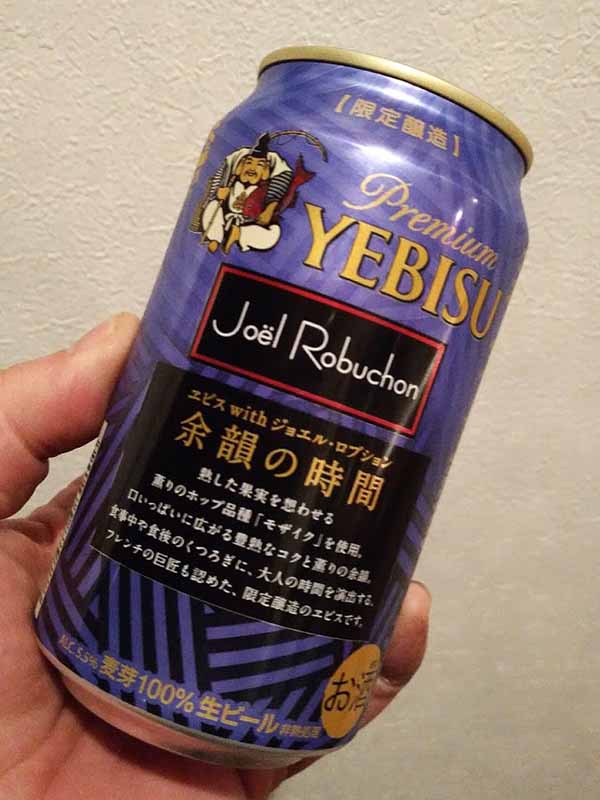 【限定醸造】
Premium
YEBISU
Joël Robuchon
ヱビス with ジョエル・ロブション
余韻の時間
熟した果実を想わせる
薫りのホップ品種「モザイク」を使用。
口いっぱいに広がる豊熟なコクと薫りの余韻。
食事中や食後のくつろぎに、大人の時間を演出する、
フレンチの巨匠も認めた、限定醸造のヱビスです。
ALC. 5.5% 麦芽100% 生ビール 非熱処理
お酒